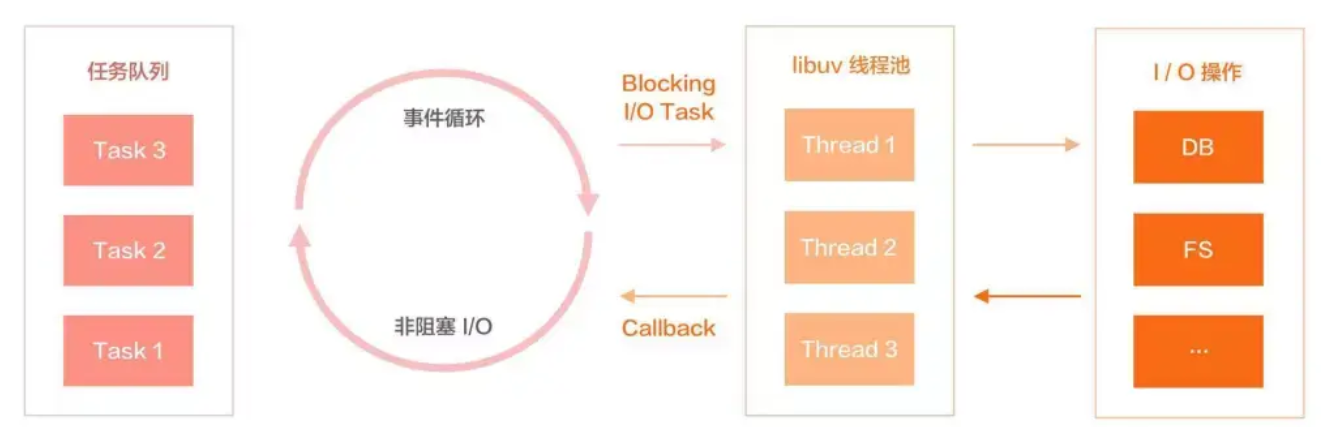 任务队列
Task 3
Task 2
Task 1
事件循环
非阻塞 I/O
Blocking
I/O Task
Callback
libuv 线程池
Thread 1
Thread 2
Thread 3
I / O 操作
DB
FS
...